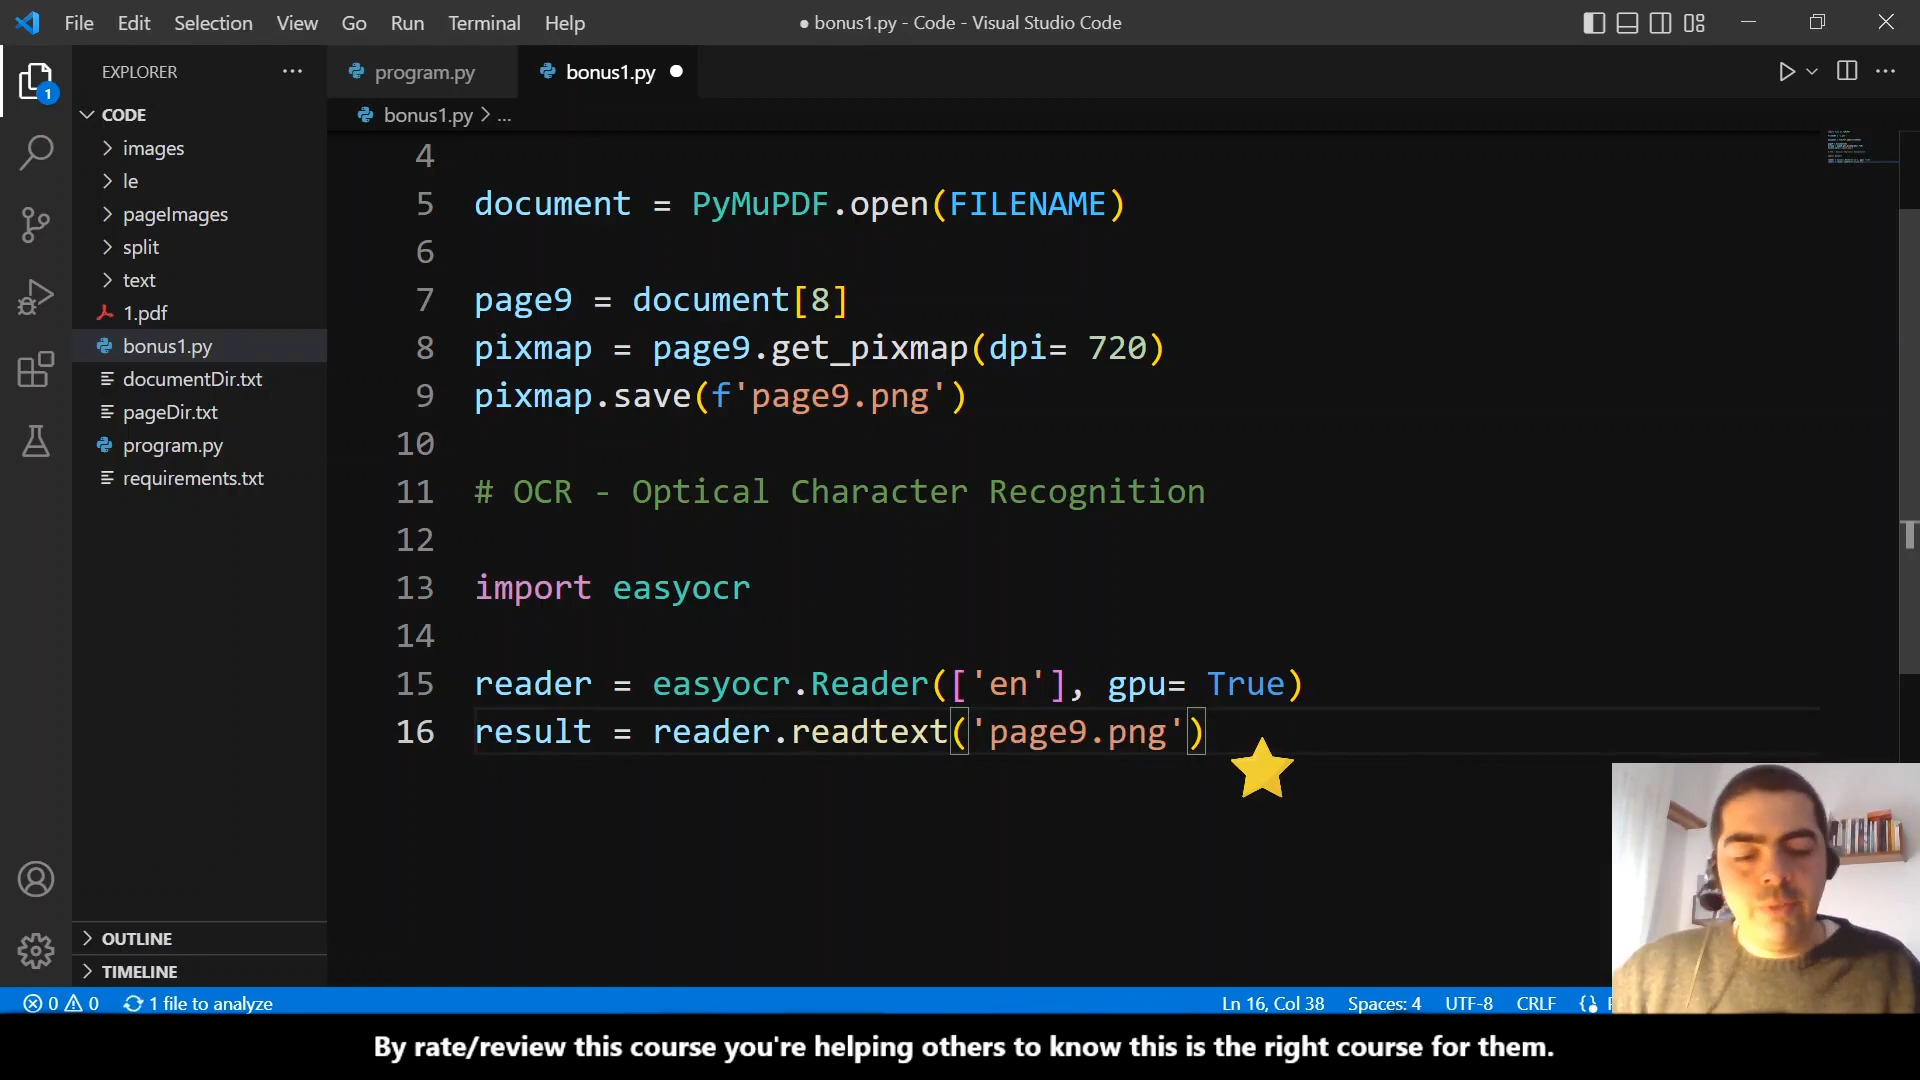 File Edit Selection View Go Run Terminal Help
● bonus1.py - Code - Visual Studio Code
EXPLORER
1
CODE
images
le
pageImages
split
text
1.pdf
bonus1.py
documentDir.txt
pageDir.txt
program.py
requirements.txt
OUTLINE
TIMELINE
program.py bonus1.py ●
bonus1.py > ...
4
5 document = PyMuPDF.open(FILENAME)
6
7 page9 = document[8]
8 pixmap = page9.get_pixmap(dpi= 720)
9 pixmap.save(f'page9.png')
10
11 # OCR - Optical Character Recognition
12
13 import easyocr
14
15 reader = easyocr.Reader(['en'], gpu= True)
16 result = reader.readtext('page9.png')
0 0 1 file to analyze Ln 16, Col 38 Spaces: 4 UTF-8 CRLF
By rate/review this course you're helping others to know this is the right course for them.